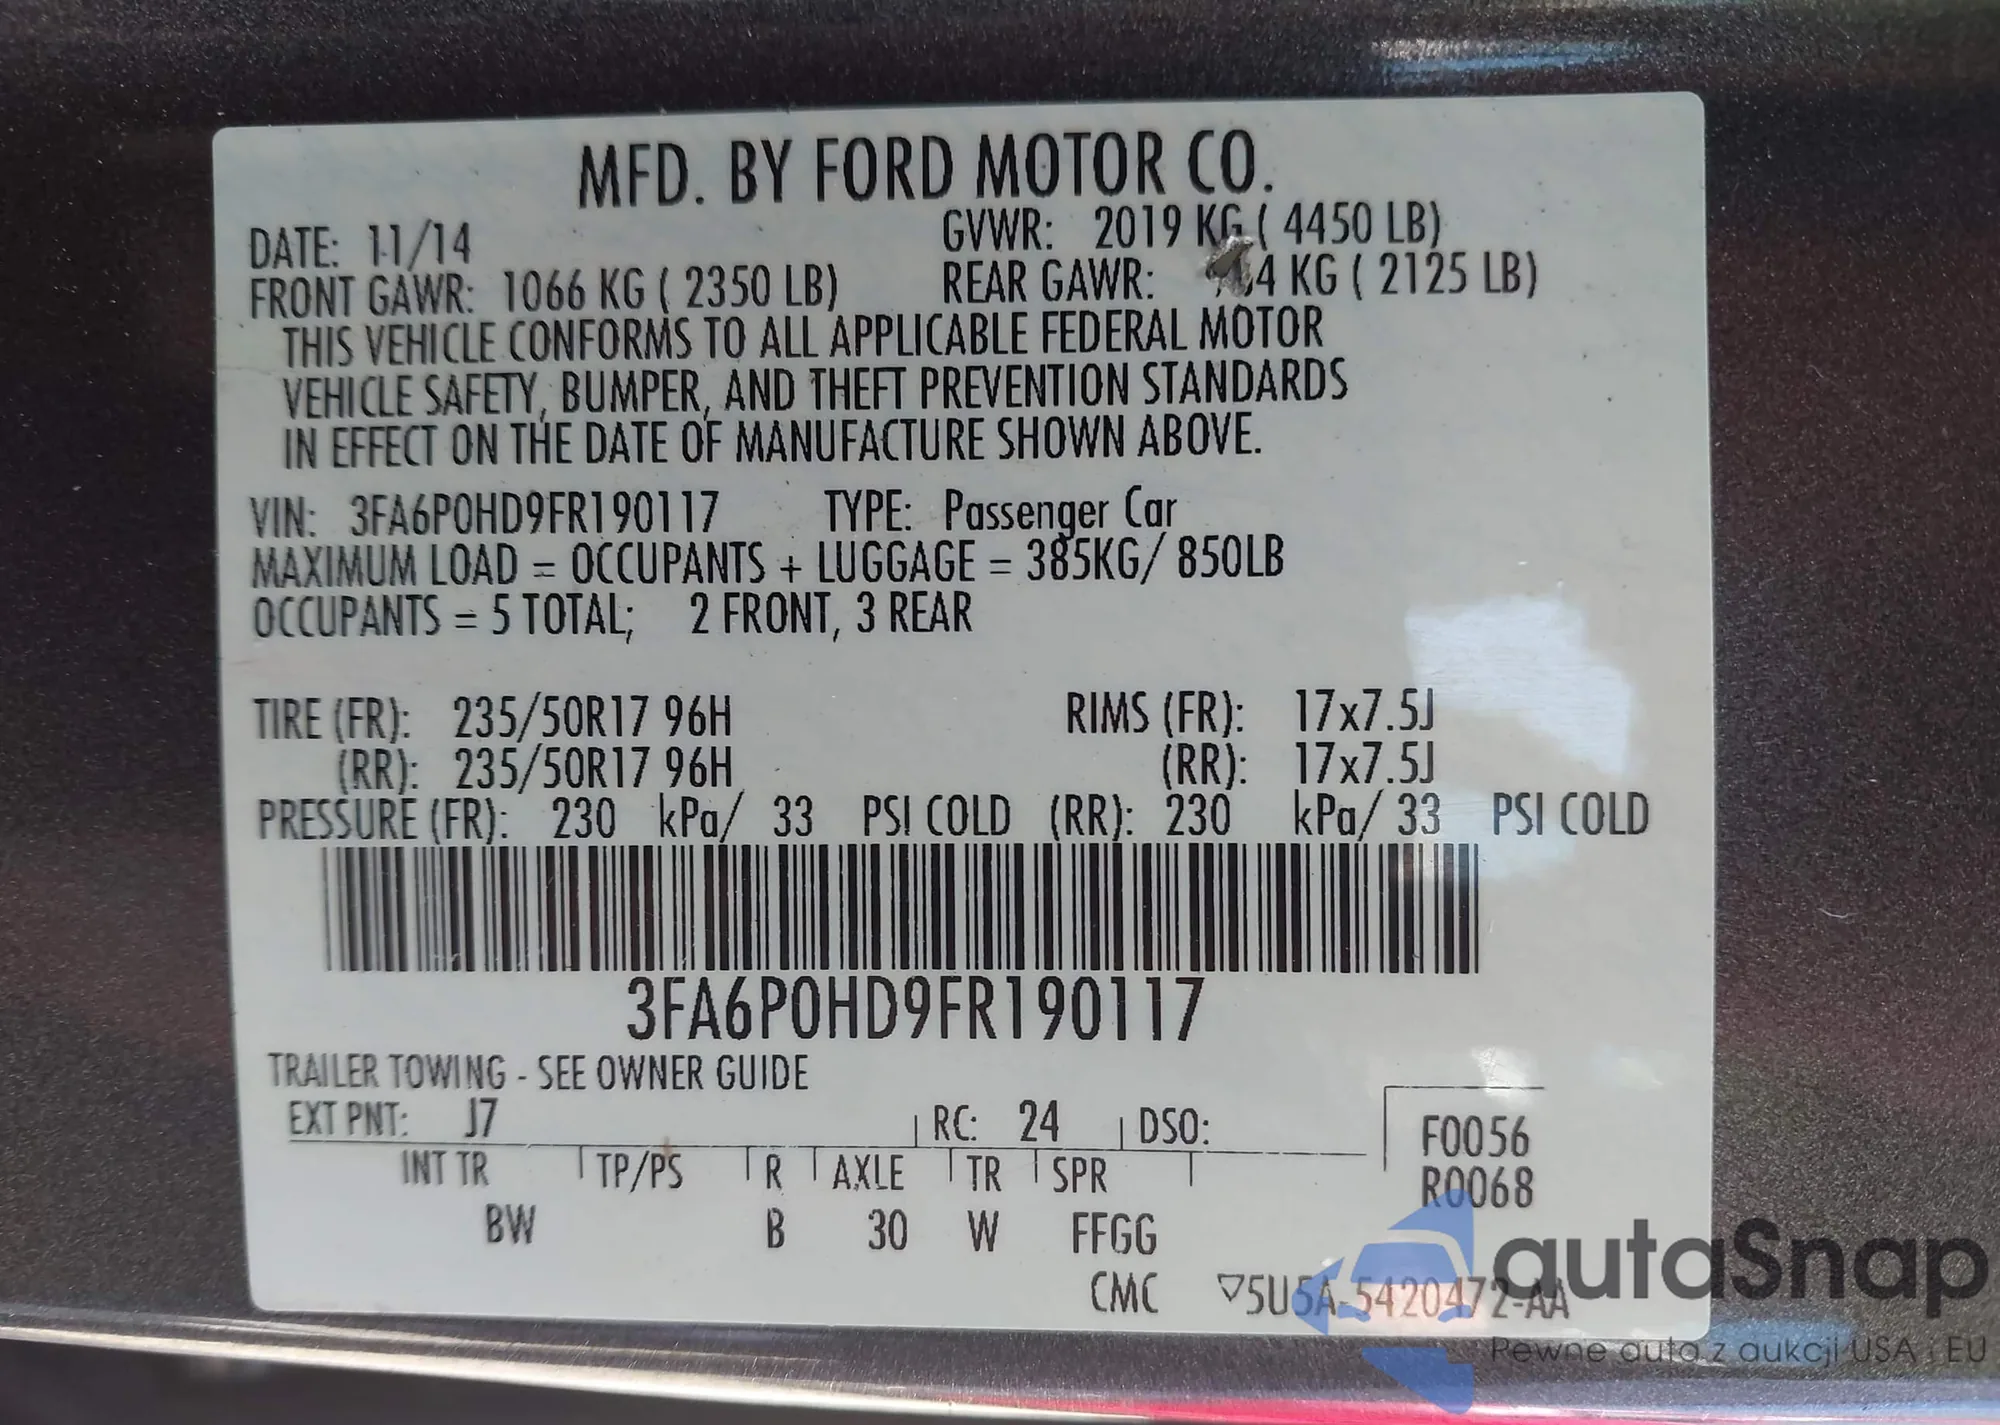 MFD. BY FORD MOTOR CO.
DATE: 11/14 GVWR: 2019 KG ( 4450 LB)
FRONT GAWR: 1066 KG ( 2350 LB) REAR GAWR: KG ( 2125 LB)
THIS VEHICLE CONFORMS TO ALL APPLICABLE FEDERAL MOTOR
VEHICLE SAFETY, BUMPER, AND THEFT PREVENTION STANDARDS
IN EFFECT ON THE DATE OF MANUFACTURE SHOWN ABOVE.
VIN: 3FA6P0HD9FR190117 TYPE: Passenger Car
MAXIMUM LOAD = OCCUPANTS + LUGGAGE = 385KG/ 850LB
OCCUPANTS = 5 TOTAL; 2 FRONT, 3 REAR
TIRE (FR): 235/50R17 96H RIMS (FR): 17x7.5J
(RR): 235/50R17 96H (RR): 17x7.5J
PRESSURE (FR): 230 kPa/ 33 PSI COLD (RR): 230 kPa/ 33 PSI COLD
3FA6P0HD9FR190117
TRAILER TOWING - SEE OWNER GUIDE
EXT PNT: J7 RC: 24 DSO: F0056
INT TR TP/PS R AXLE TR SPR R0068
BW B 30 W FFGG
CMC ▽5U5A-5420472-AA
autaSnap
Pewne auta z aukcji USA i EU